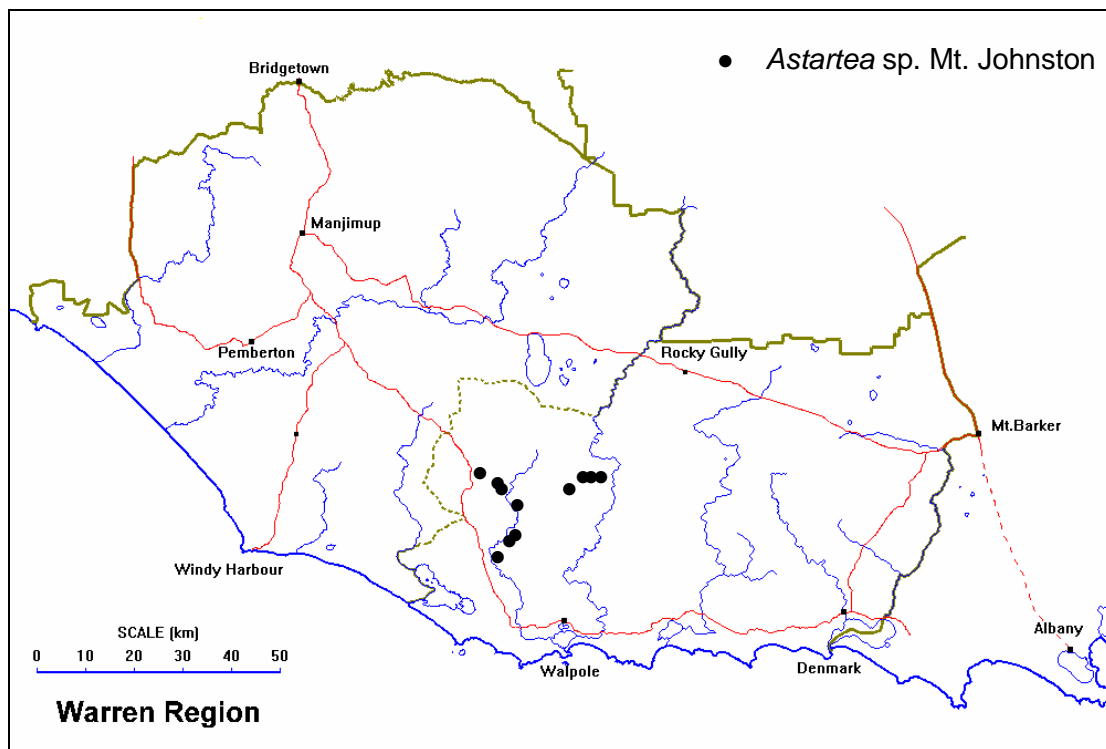 Astartea sp. Mt. Johnston
Bridgetown
Manjimup
Pemberton
Rocky Gully
Mt.Barker
Windy Harbour
SCALE (km)
0 10 20 30 40 50
Walpole
Denmark
Albany
Warren Region